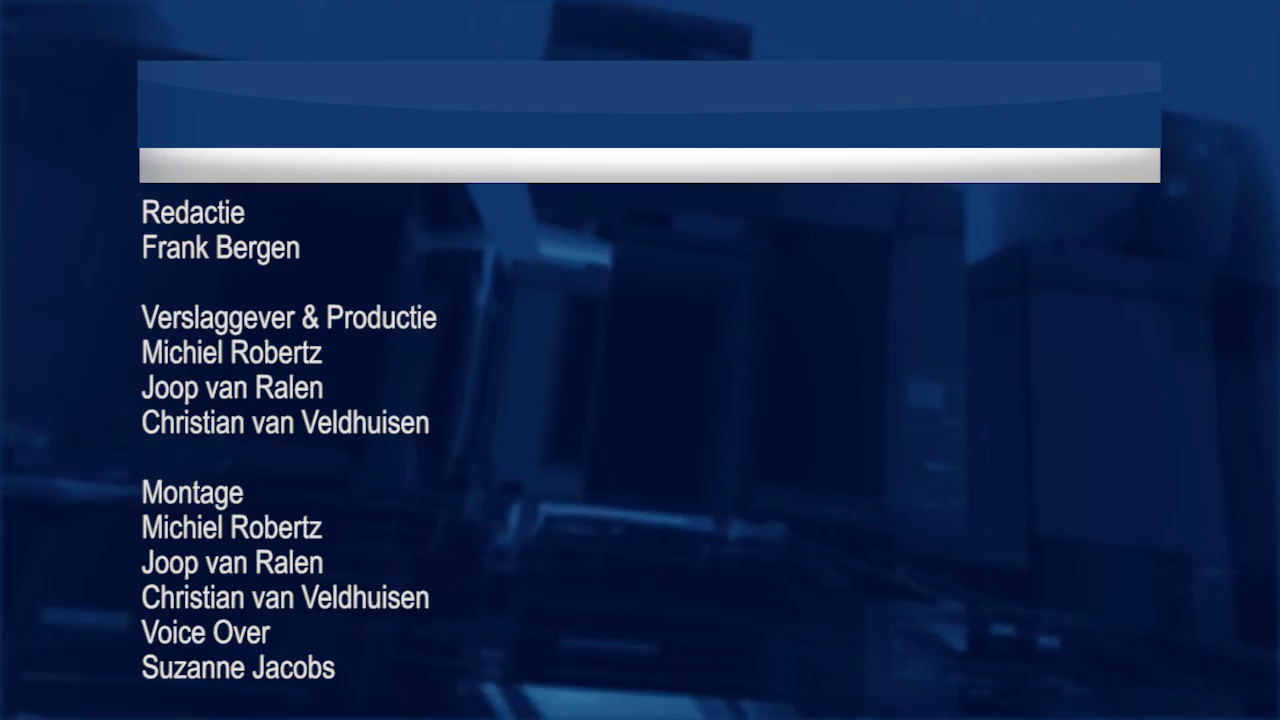 Redactie
Frank Bergen
Verslaggever & Productie
Michiel Robertz
Joop van Ralen
Christian van Veldhuisen
Montage
Michiel Robertz
Joop van Ralen
Christian van Veldhuisen
Voice Over
Suzanne Jacobs